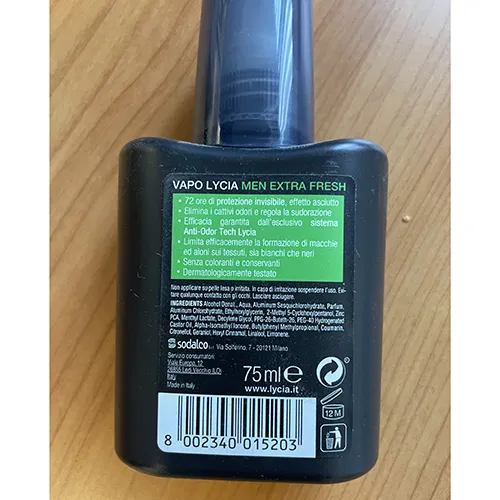 VAPO LYCIA MEN EXTRA FRESH
• 72 ore di protezione invisibile, effetto asciutto
• Elimina i cattivi odori e regola la sudorazione
• Efficacia garantita dall'esclusivo sistema
Anti-Odor Tech Lycia
• Limita efficacemente la formazione di macchie
ed aloni sui tessuti, sia bianchi che neri
• Senza coloranti e conservanti
• Dermatologicamente testato
Non applicare su pelle lesa o irritata. In caso di irritazione sospendere l'uso. Evi-
tare qualunque contatto con gli occhi. Lasciare asciugare.
INGREDIENTS Alcohol Denat., Aqua, Aluminum Sesquichlorohydrate, Parfum,
Aluminum Chlorohydrate, Ethylhexylglycerin, 2-Methyl 5-Cyclohexylpentanol, Zinc
PCA, Menthyl Lactate, Decylene Glycol, PPG-26-Buteth-26, PEG-40 Hydrogenated
Castor Oil, Alpha-Isomethyl Ionone, Butylphenyl Methylpropional, Coumarin,
Citronellol, Geraniol, Hexyl Cinnamal, Linalool, Limonene.
sodalco s.r.l. Via Solferino, 7 - 20121 Milano
Servizio consumatori:
Viale Europa, 12
26855 Lodi Vecchio (LO)
Italy
Made in Italy
75ml e
www.lycia.it
12 M
8 002340 015203